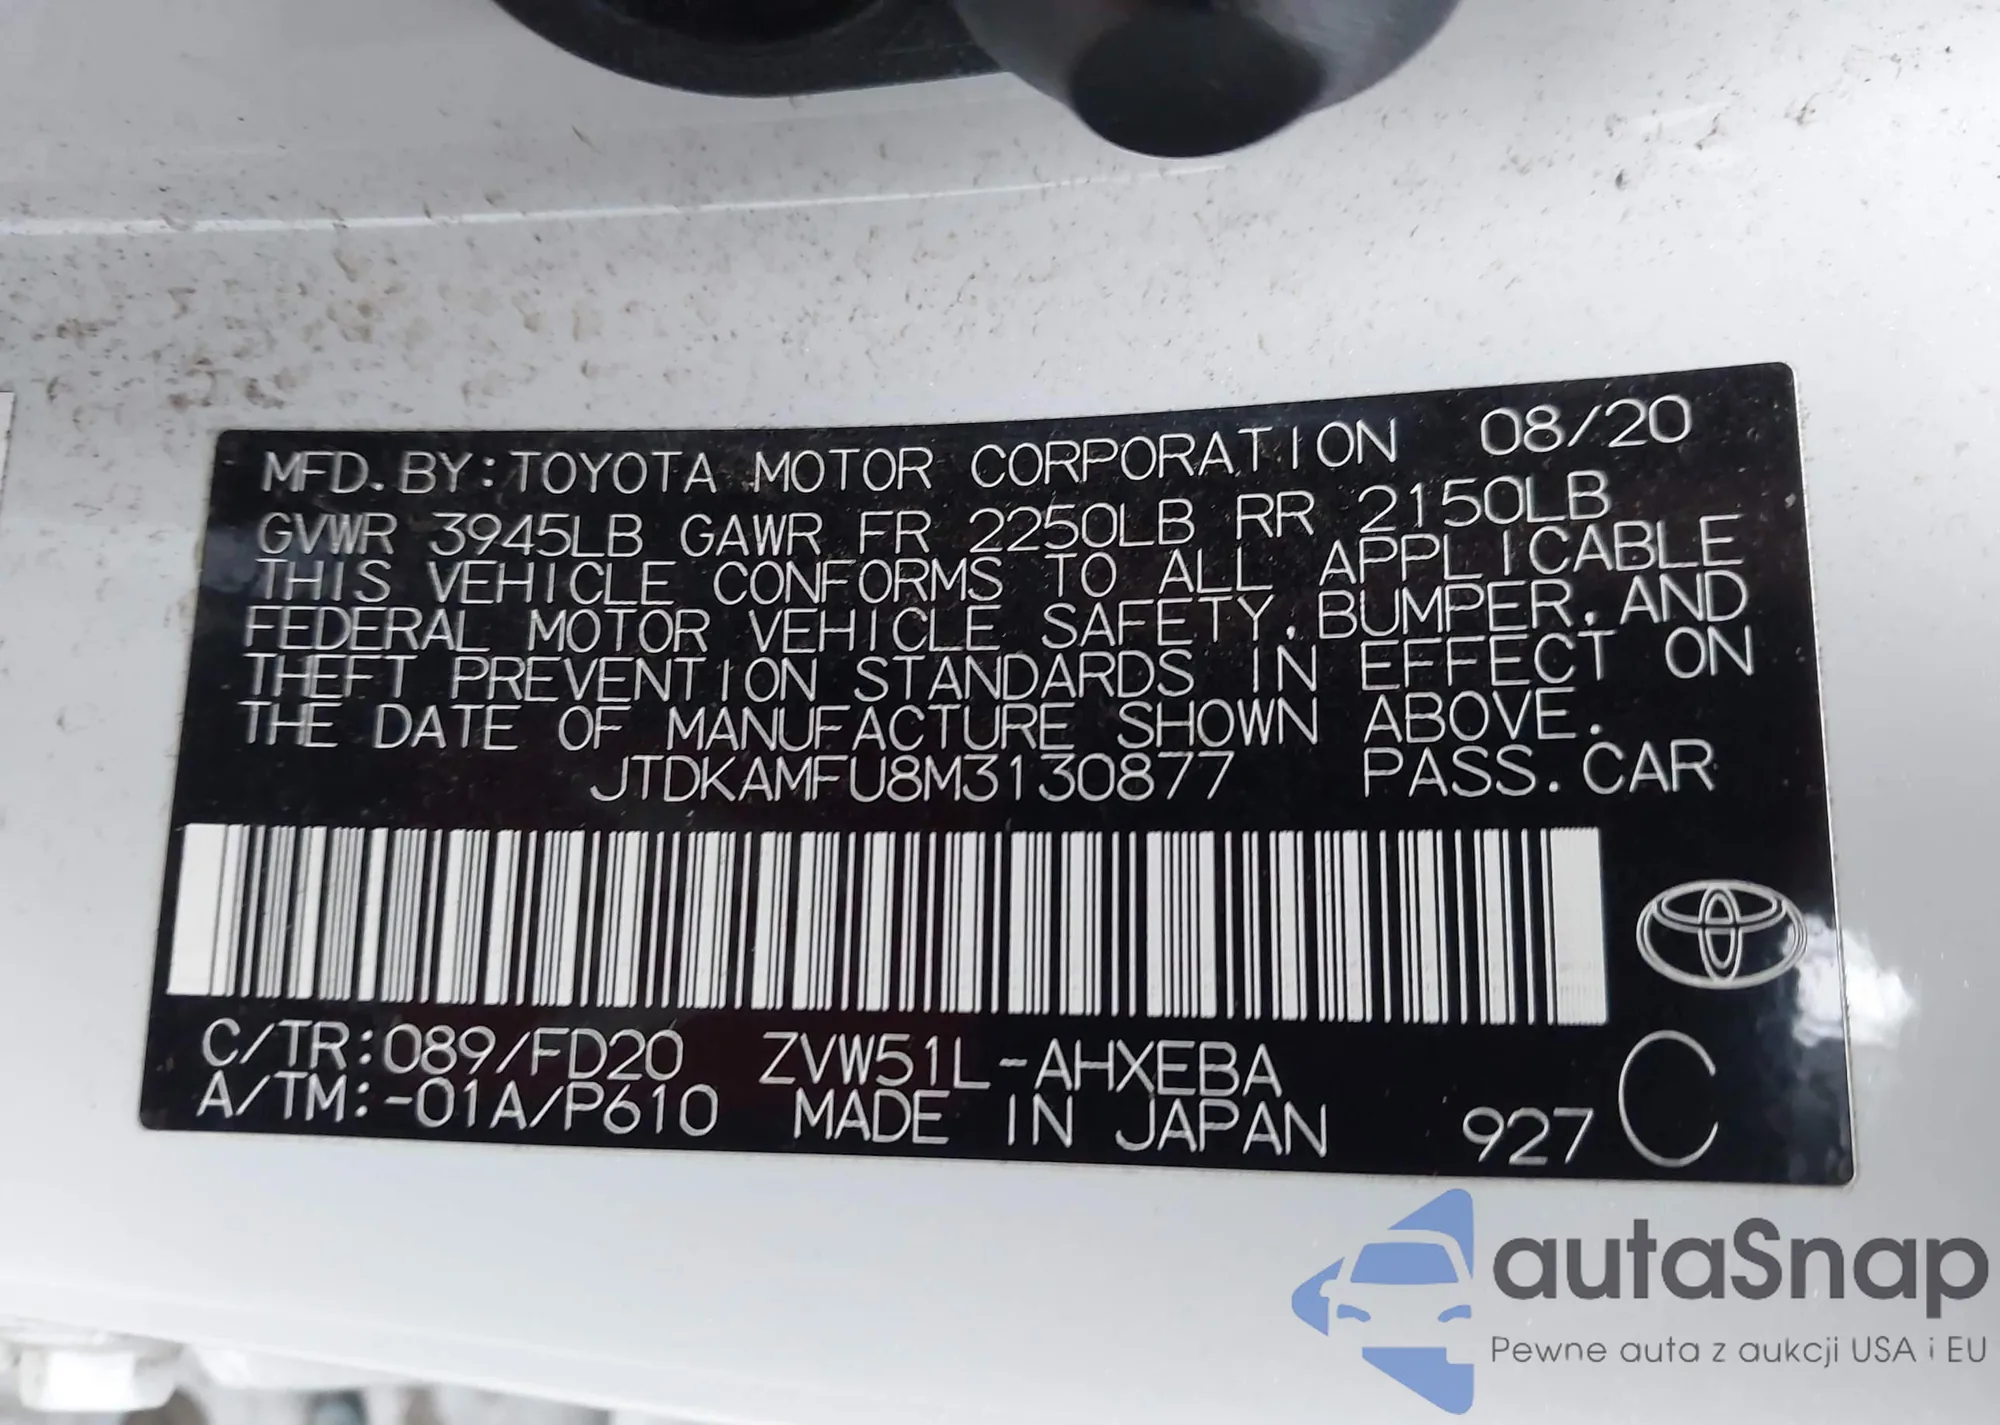 MFD. BY: TOYOTA MOTOR CORPORATION 08/20
GVWR 3945LB GAWR FR 2250LB RR 2150LB
THIS VEHICLE CONFORMS TO ALL APPLICABLE
FEDERAL MOTOR VEHICLE SAFETY, BUMPER, AND
THEFT PREVENTION STANDARDS IN EFFECT ON
THE DATE OF MANUFACTURE SHOWN ABOVE.
JTDKAMFU8M3130877 PASS. CAR
C/TR:089/FD20 ZVW51L-AHXEBA
A/TM:-01A/P610 MADE IN JAPAN 927 C
autaSnap
Pewne auta z aukcji USA i EU